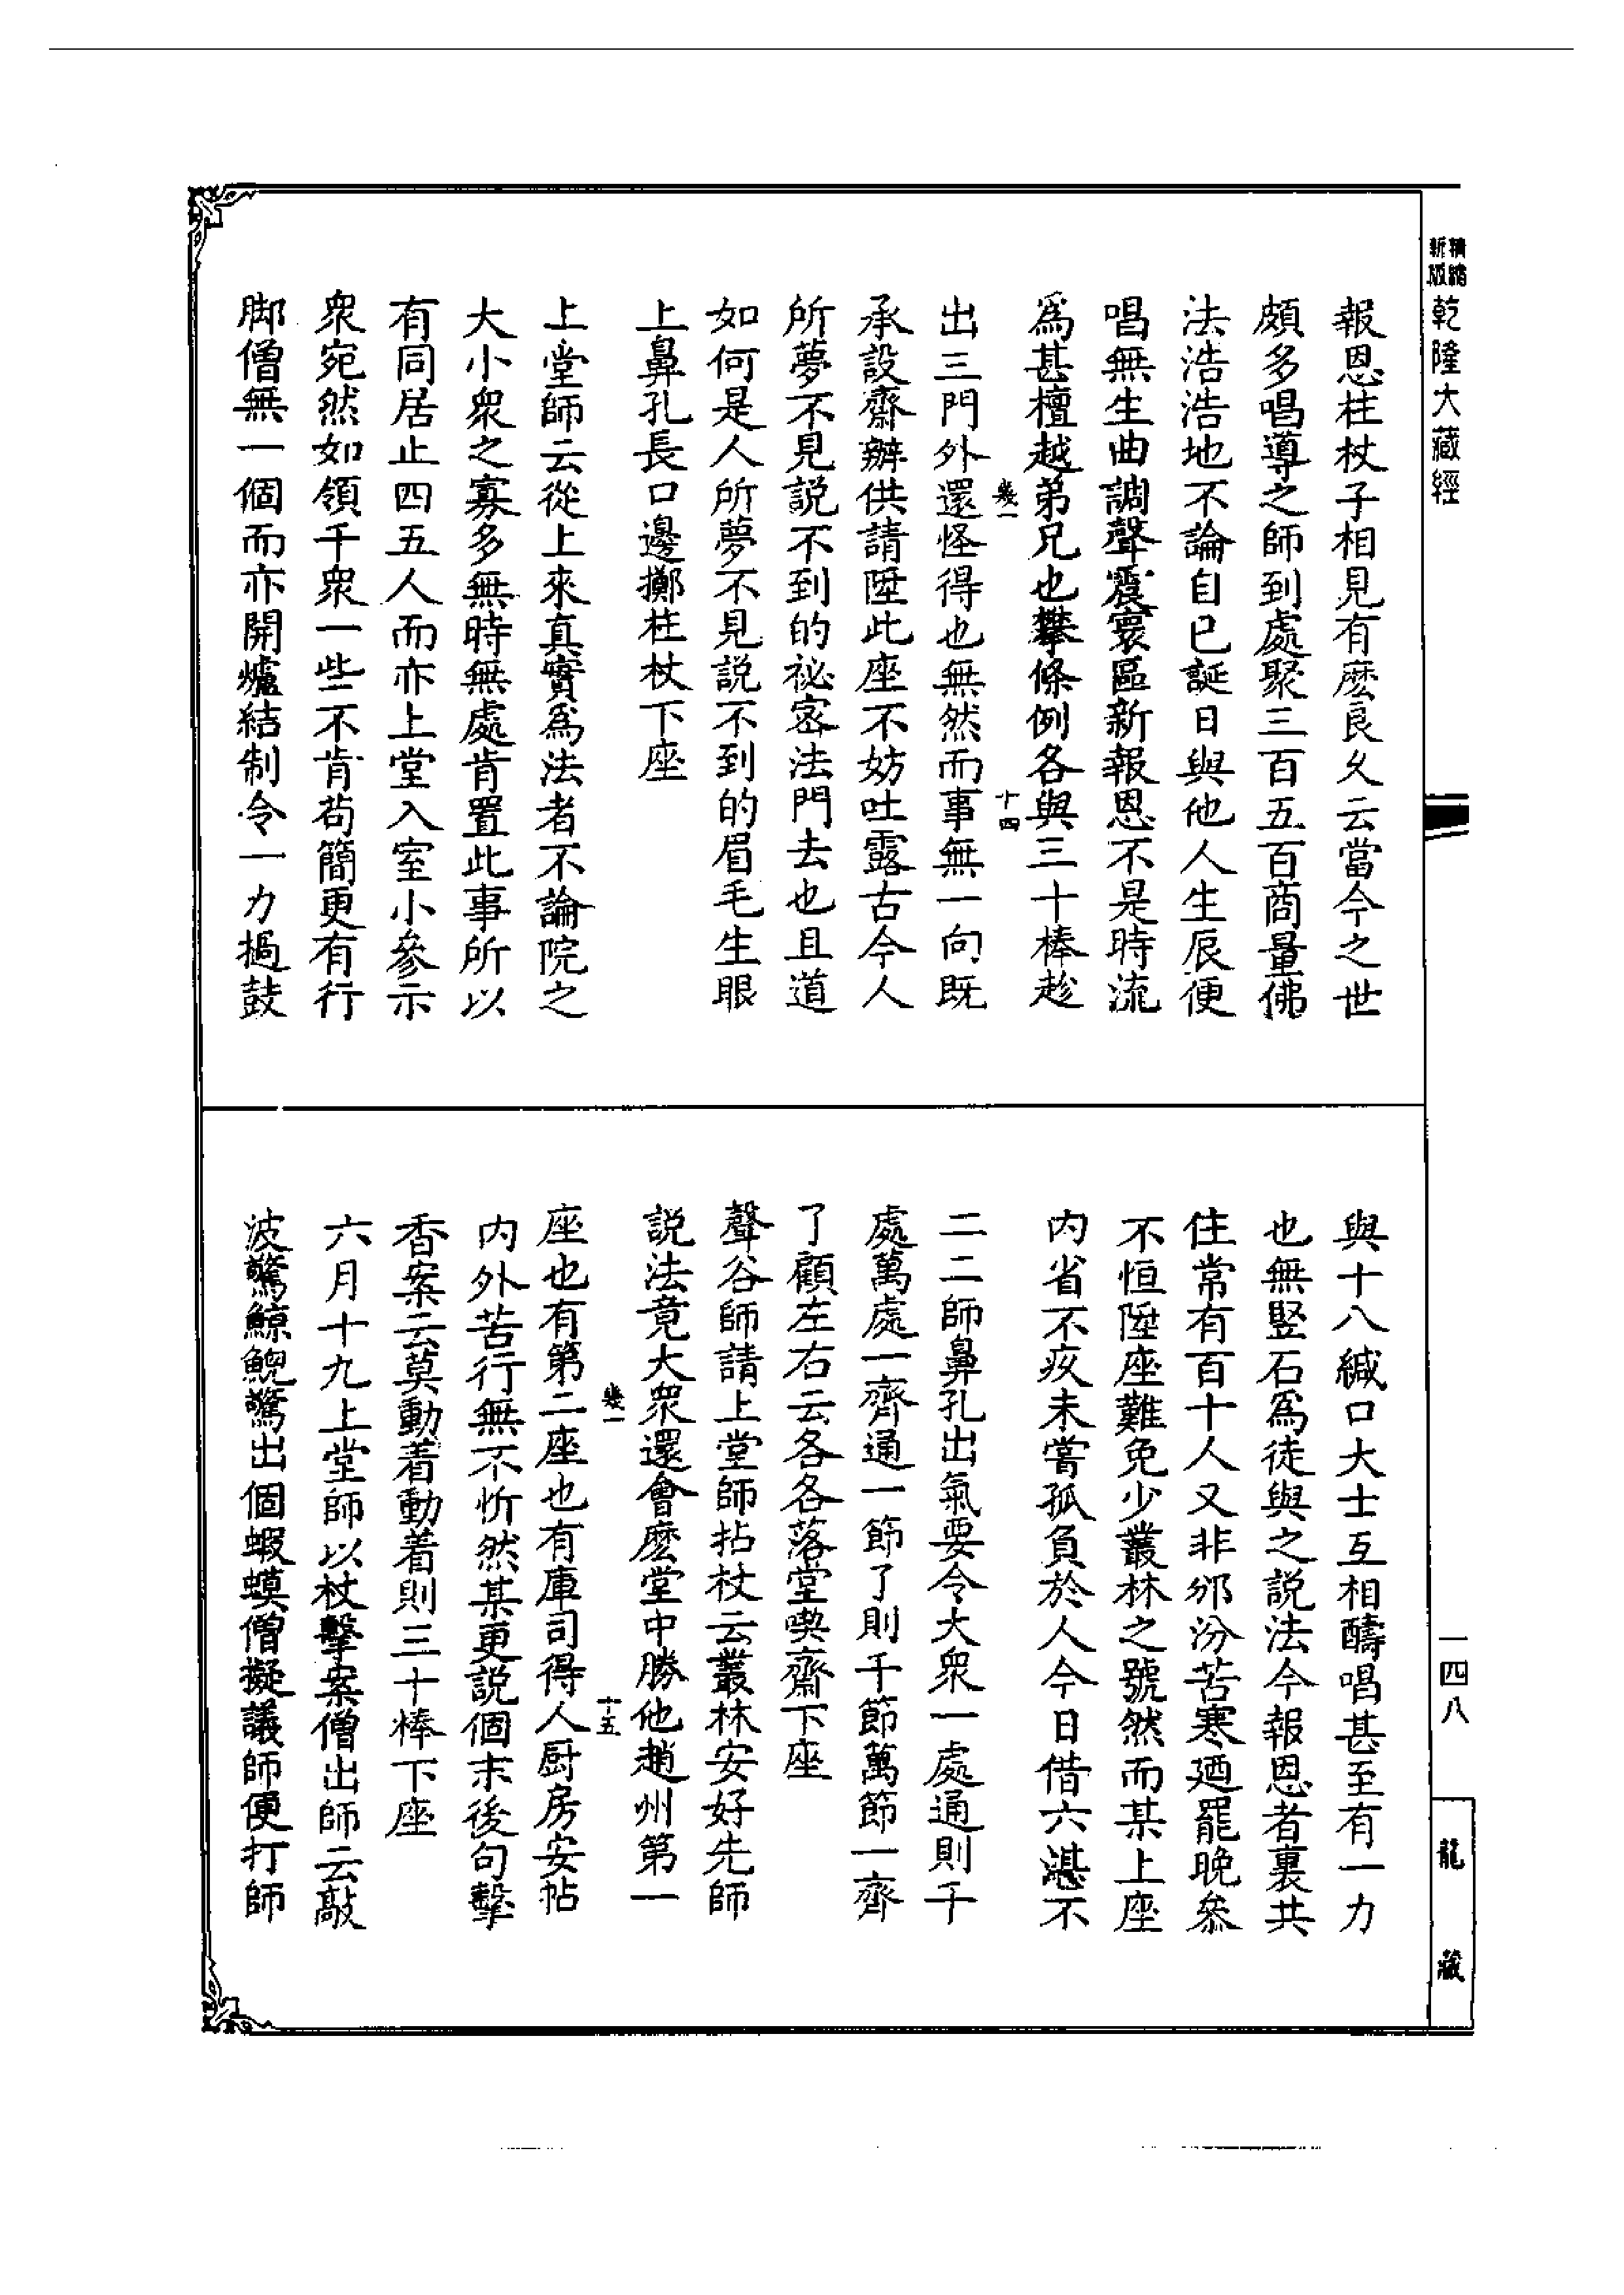 精縮新版乾隆大藏經
報恩柱杖子相見有麽良久云當今之世
頗多唱導之師到處聚三百五百商量佛
法浩浩地不論自已誕日與他人生辰便
唱無生曲調聲震寰區新報恩不是時流
爲甚檀越弟兄也攀條例各與三十棒趁
十四
出三門外還怪得也無然而事無一向既
承設齋辦供請陞此座不妨吐露古今人
所夢不見説不到的祕密法門去也且道
如何是人所夢不見説不到的眉毛生眼
上鼻孔長口邊擲柱杖下座
上堂師云從上來真實爲法者不論院之
大小衆之寡多無時無處肯置此事所以
有同居止四五人而亦上堂入室小參示
衆宛然如領千衆一些不肯苟簡更有行
脚僧無一個而亦開爐結制令一力撾鼓
與十八緘口大士互相醻唱甚至有一力
也無竪石爲徒與之説法今報恩者裏共
住常有百十人又非邠汾苦寒廼罷晚叅
不恒陞座難免少叢林之號然而某上座
内省不疚未嘗孤負於人今日借六湛不
二二師鼻孔出氣要令大衆一處通則千
處萬處一齊通一節了則千節萬節一齊
了顧左右云各各落堂喫齋下座
聲谷師請上堂師拈杖云叢林安好先師
説法竟大衆還會麽堂中勝他趙州第一
十五
座也有第二座也有庫司得人厨房安帖
内外苦行無不忻然某更説個末後句擊
香案云莫動着動着則三十棒下座
六月十九上堂師以杖擊案僧出師云敲
波驚鯨鯢驚出個蝦蟆僧擬議師便打師
一四八
龍藏